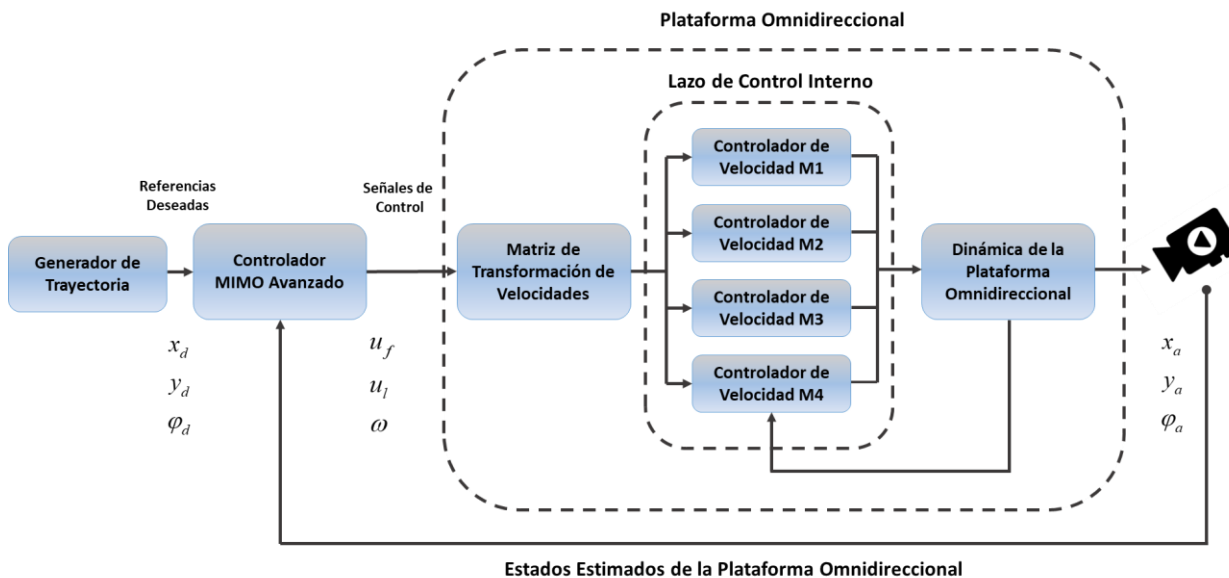 Plataforma Omnidireccional
Lazo de Control Interno
Controlador de
Velocidad M1
Referencias
Deseadas
Señales de
Control
Controlador de
Velocidad M2
Generador de
Trayectoria
Controlador
MIMO Avanzado
Matriz de
Transformación de
Velocidades
Dinámica de la
Plataforma
Omnidireccional
Controlador de
Velocidad M3
Controlador de
Velocidad M4
x_d
y_d
φ_d
u_f
u_l
ω
x_a
y_a
φ_a
Estados Estimados de la Plataforma Omnidireccional